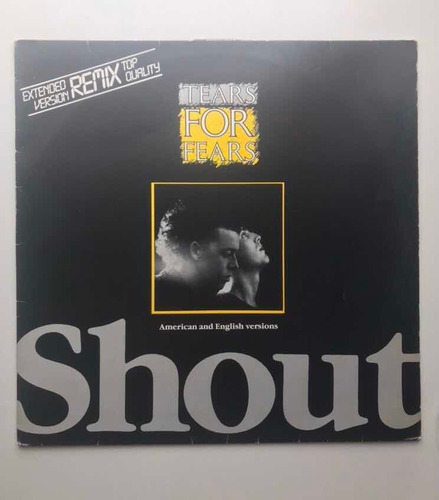 EXTENDED VERSION REMIX TOP QUALITY
TEARS
FOR
FEARS
American and English versions
Shout